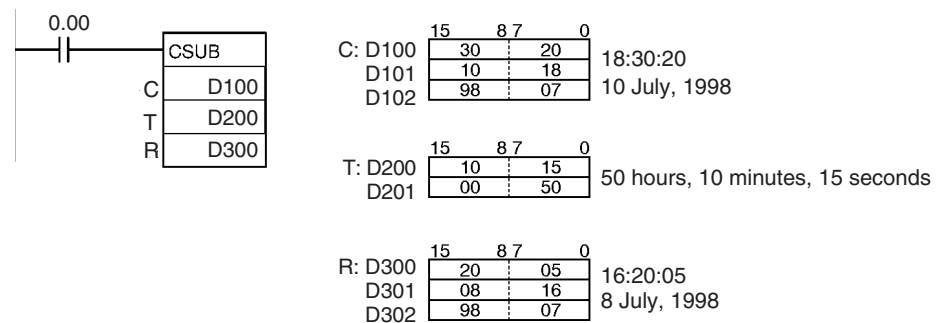 0.00
CSUB
C D100
T D200
R D300
15 8 7 0
C: D100 30 20 18:30:20
D101 10 18
D102 98 07 10 July, 1998
15 8 7 0
T: D200 10 15
D201 00 50 50 hours, 10 minutes, 15 seconds
15 8 7 0
R: D300 20 05 16:20:05
D301 08 16 8 July, 1998
D302 98 07